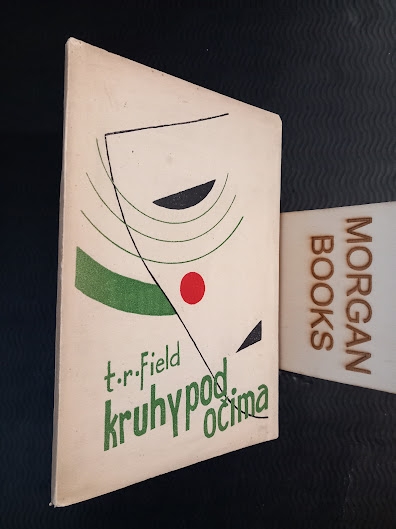 t.r.field
kruhy pod
očima
MORGAN
BOOKS